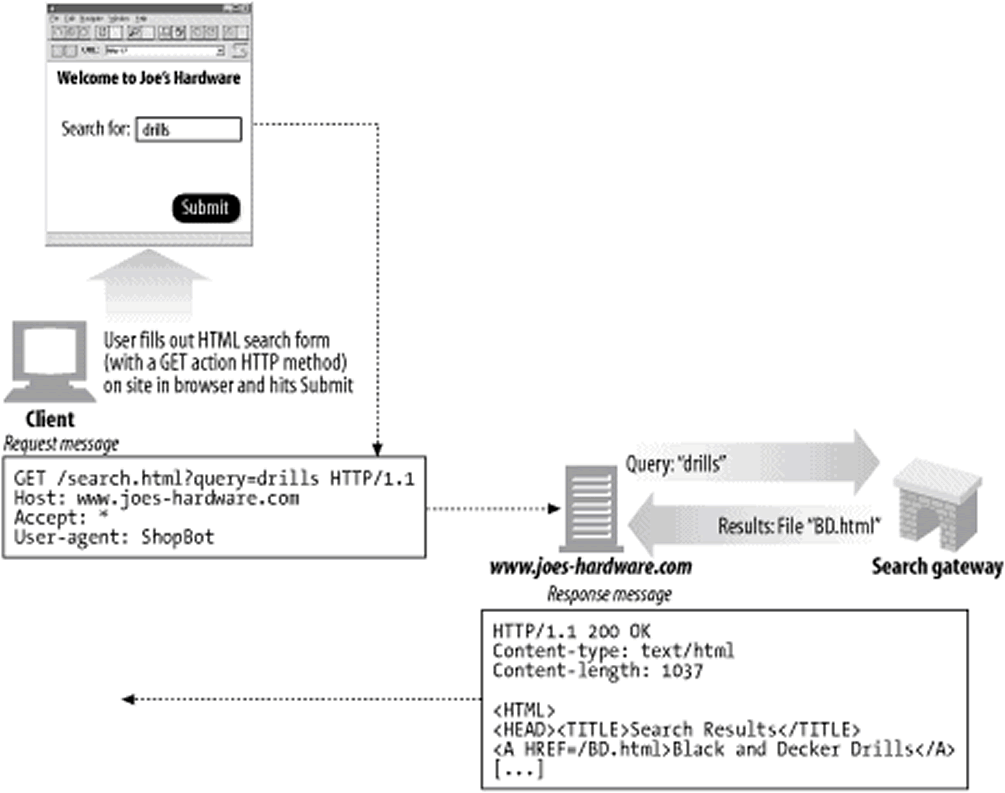 URL:
Welcome to Joe's Hardware
Search for: drills
Submit
User fills out HTML search form
(with a GET action HTTP method)
on site in browser and hits Submit
Client
Request message
GET /search.html?query=drills HTTP/1.1
Host: www.joes-hardware.com
Accept: *
User-agent: ShopBot
Query: “drills”
Results: File “BD.html”
www.joes-hardware.com
Search gateway
Response message
HTTP/1.1 200 OK
Content-type: text/html
Content-length: 1037
<HTML>
<HEAD><TITLE>Search Results</TITLE>
<A HREF=/BD.html>Black and Decker Drills</A>
[...]